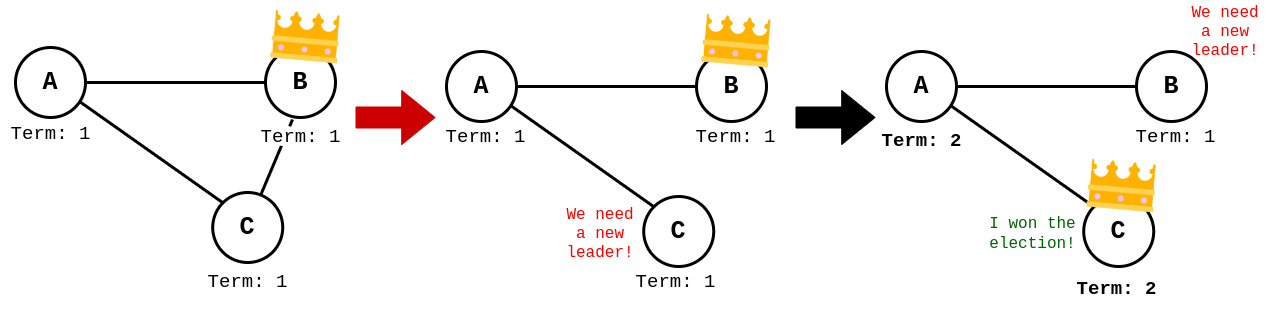 A
B
Term: 1
Term: 1
C
Term: 1
A
B
Term: 1
Term: 1
We need
a new
leader!
C
Term: 1
We need
a new
leader!
A
B
Term: 2
Term: 1
I won the
election!
C
Term: 2